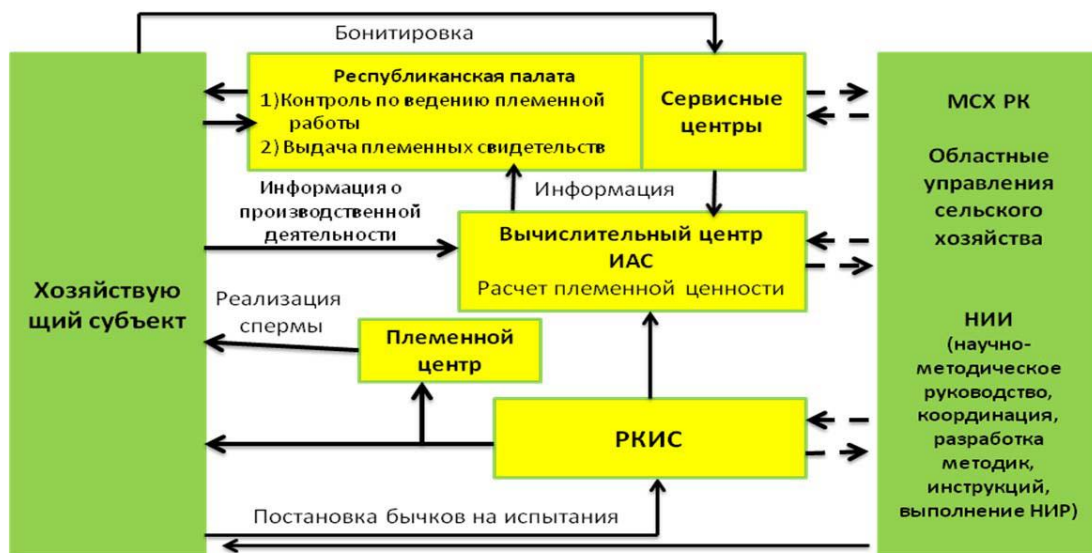 Бонитировка
Республиканская палата
1)Контроль по ведению племенной
работы
2) Выдача племенных свидетельств
Сервисные
центры
МСХ РК
Областные
управления
сельского
хозяйства
НИИ
(научно-
методическое
руководство,
координация,
разработка
методик,
инструкций,
выполнение НИР)
Информация о
производственной
деятельности
Информация
Вычислительный центр
ИАС
Расчет племенной ценности
Хозяйствую
щий субъект
Реализация
спермы
Племенной
центр
РКИС
Постановка бычков на испытания